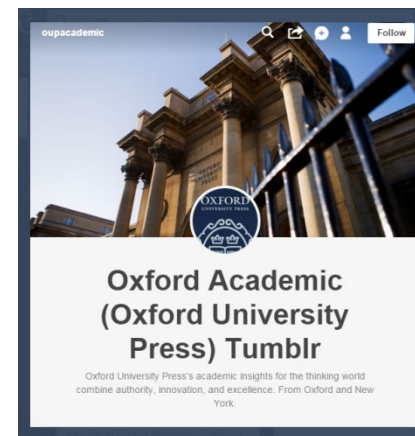 oupacademic
Follow
OXFORD
UNIVERSITY PRESS
Oxford Academic
(Oxford University
Press) Tumblr
Oxford University Press's academic insights for the thinking world
combine authority, innovation, and excellence. From Oxford and New
York.